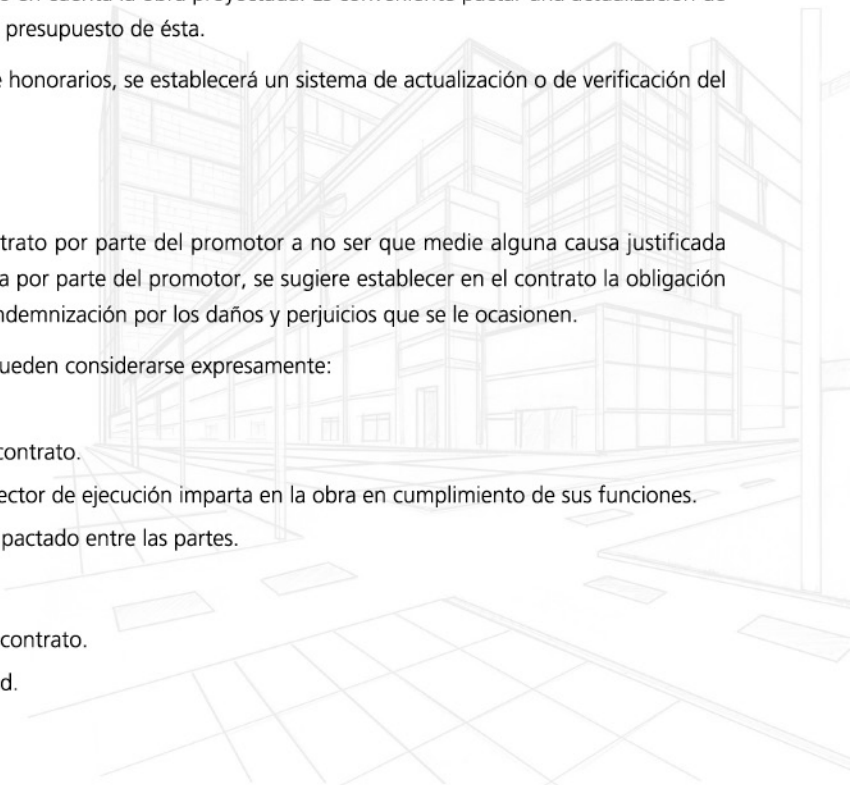 en cuenta la obra proyectada. Es conveniente pactar una actualización de
presupuesto de ésta.
honorarios, se establecerá un sistema de actualización o de verificación del
trato por parte del promotor a no ser que medie alguna causa justificada
a por parte del promotor, se sugiere establecer en el contrato la obligación
ndemnización por los daños y perjuicios que se le ocasionen.
ueden considerarse expresamente:
contrato.
ector de ejecución imparta en la obra en cumplimiento de sus funciones.
pactado entre las partes.
contrato.
d.